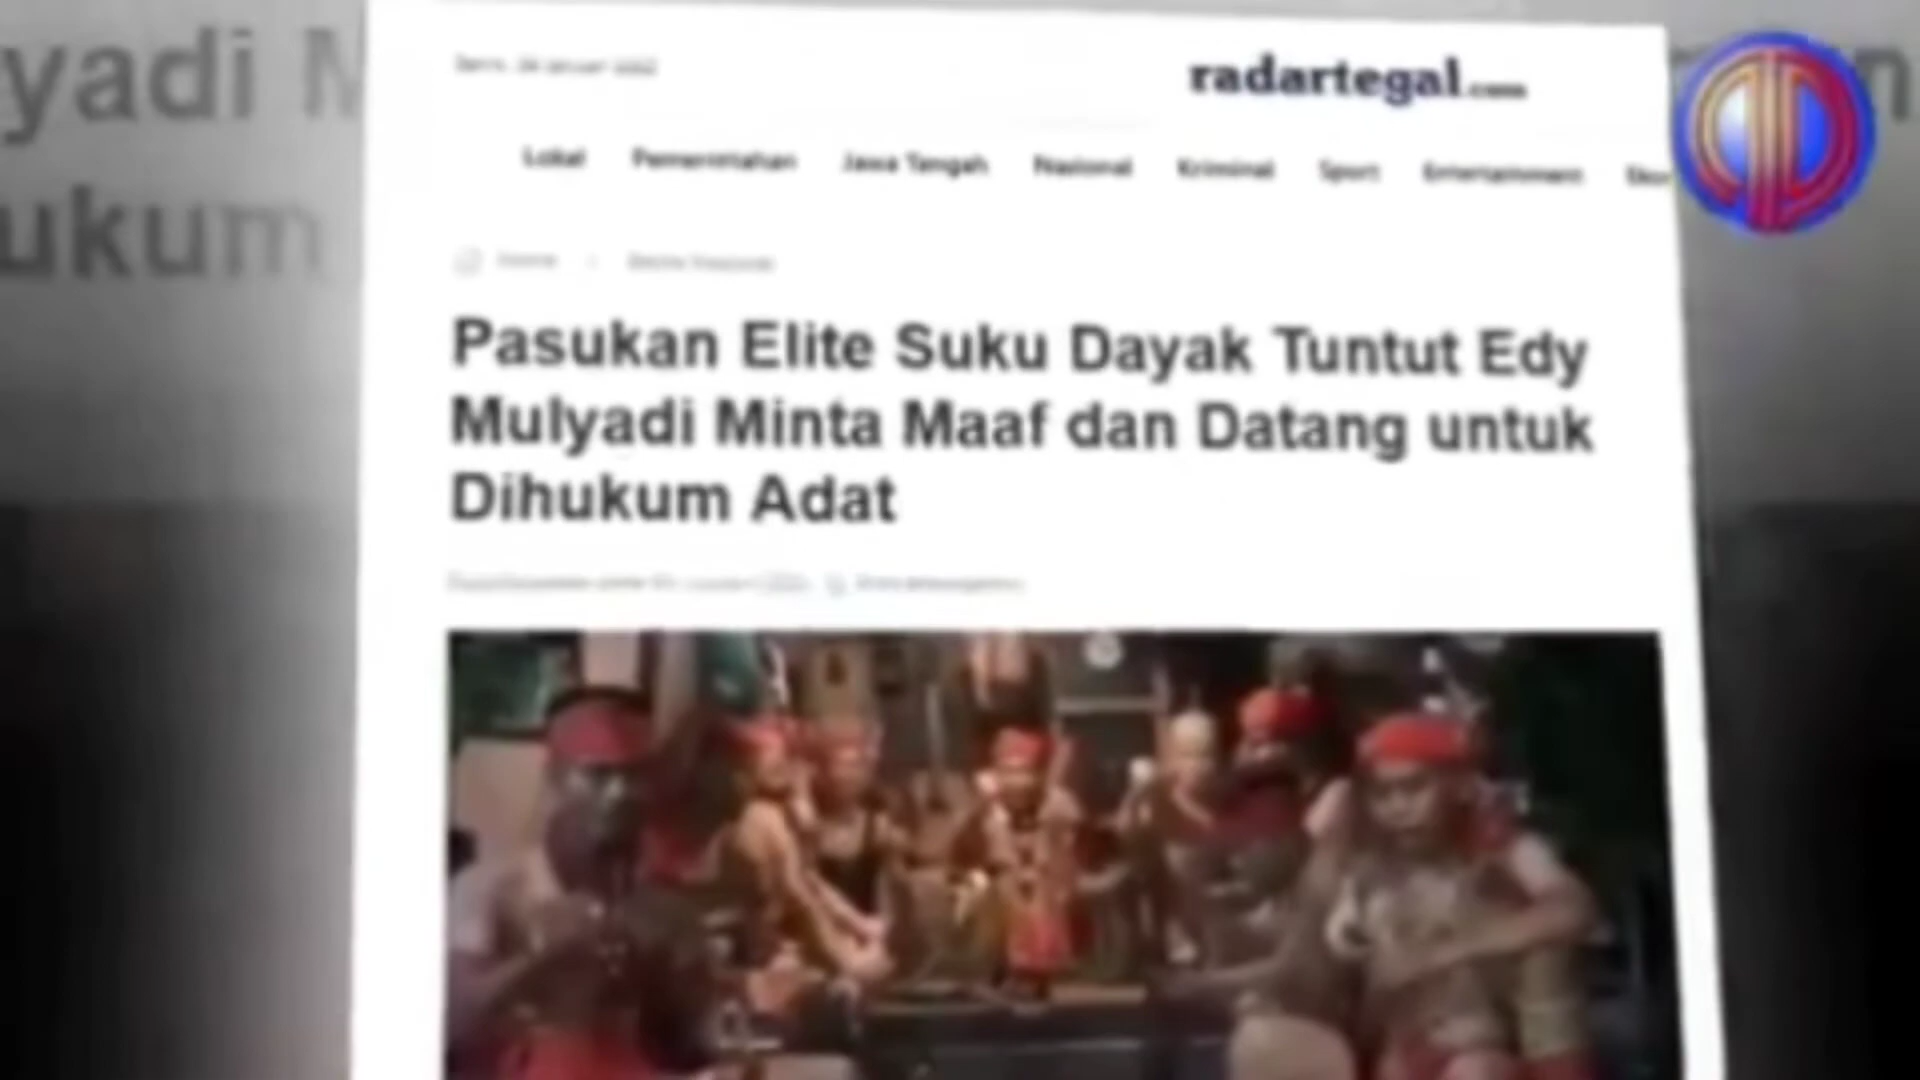 yadi
ukum
radartegal.com
Lokal Pemerintahan Jawa Tengah Nasional Kriminal Sport Entertainment
Pasukan Elite Suku Dayak Tuntut Edy
Mulyadi Minta Maaf dan Datang untuk
Dihukum Adat